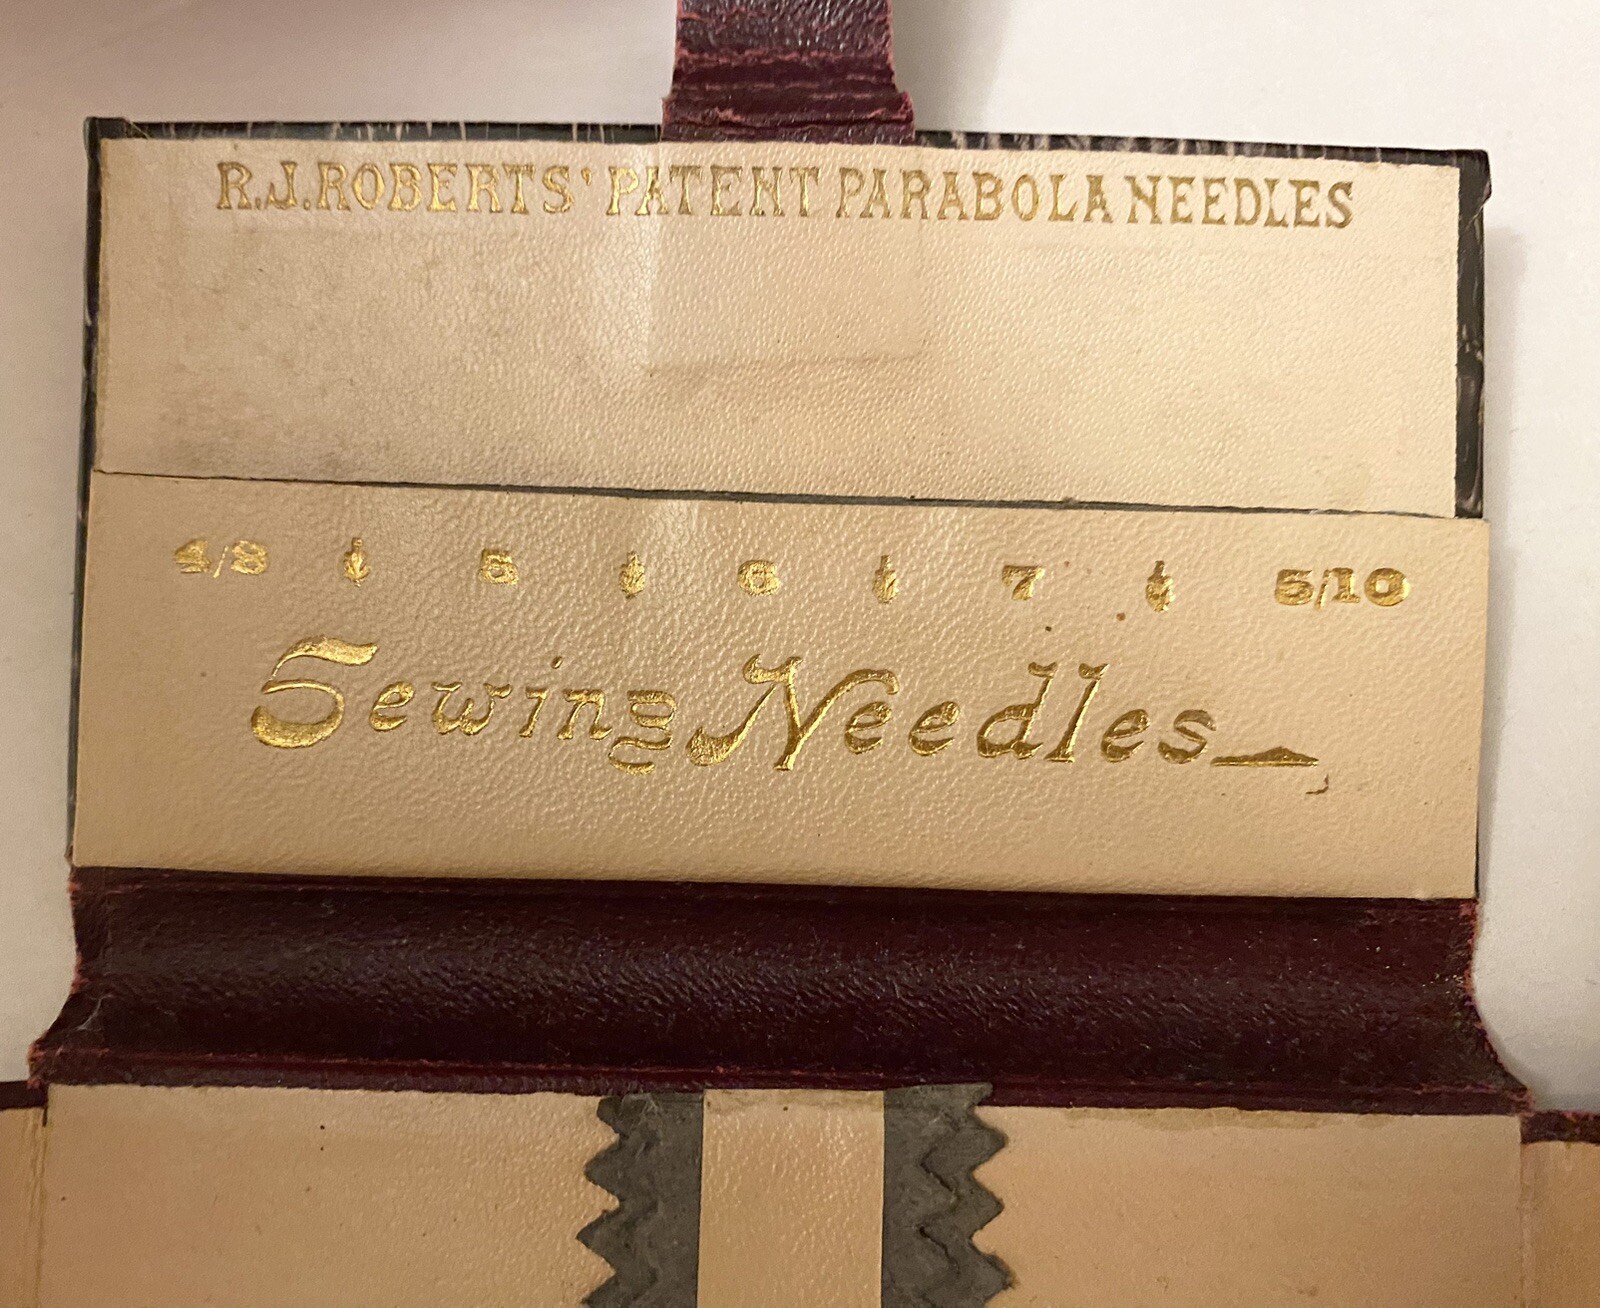 R.J. ROBERTS' PATENT PARABOLA NEEDLES
4/8 5 6 7 5/10
Sewing Needles